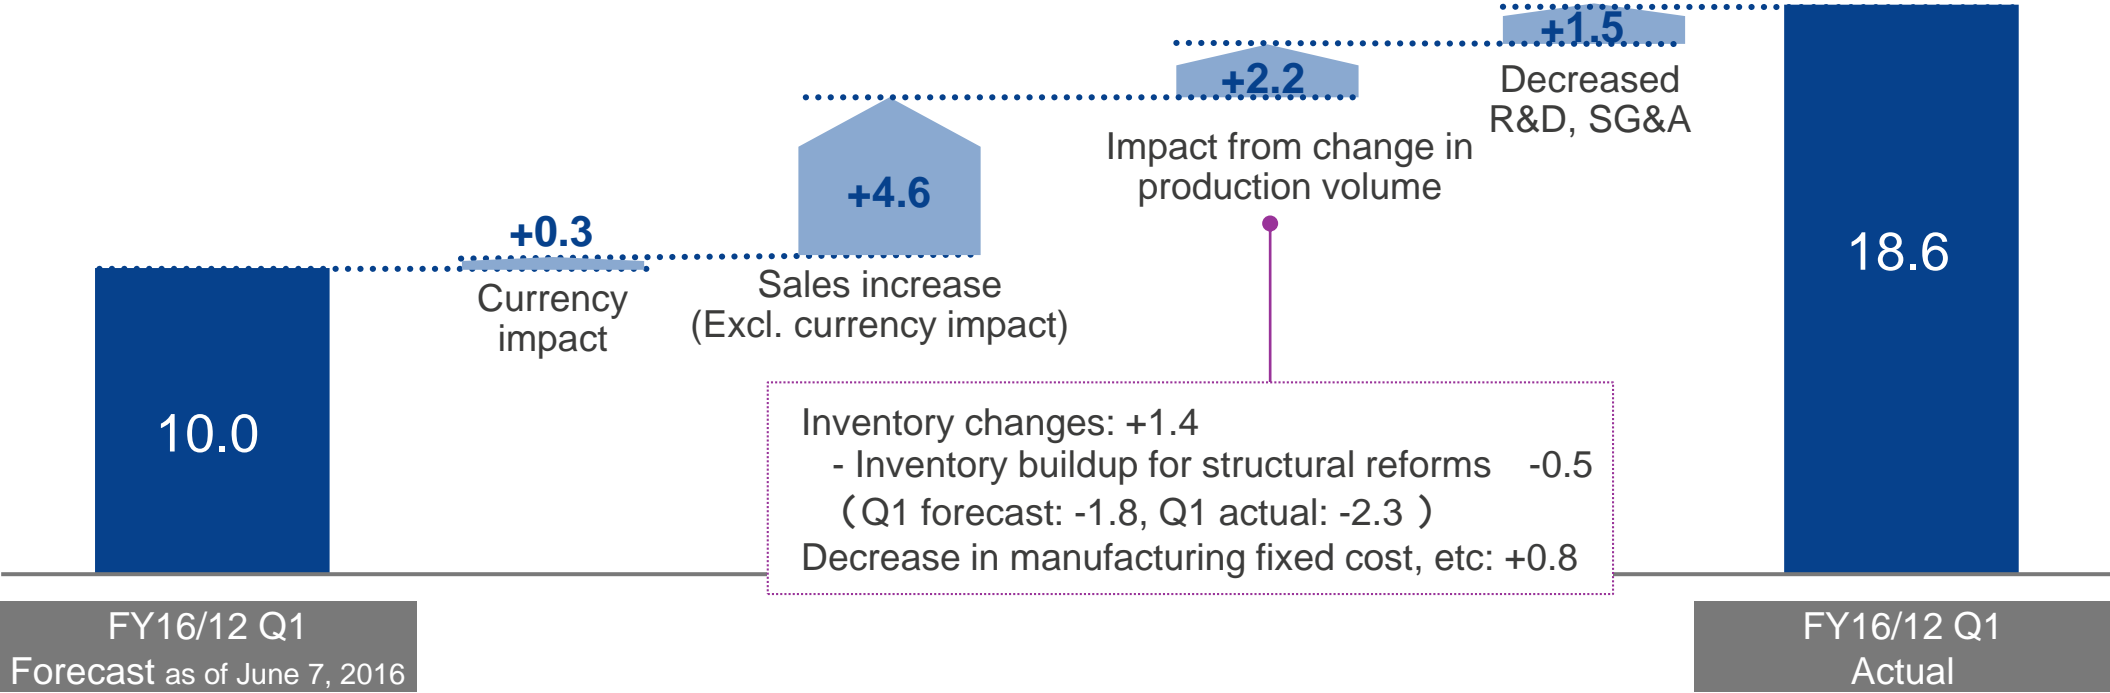 10.0
+0.3
Currency
impact
+4.6
Sales increase
(Excl. currency impact)
+2.2
Impact from change in
production volume
+1.5
Decreased
R&D, SG&A
18.6
Inventory changes: +1.4
- Inventory buildup for structural reforms -0.5
（Q1 forecast: -1.8, Q1 actual: -2.3 ）
Decrease in manufacturing fixed cost, etc: +0.8
FY16/12 Q1
Forecast as of June 7, 2016
FY16/12 Q1
Actual